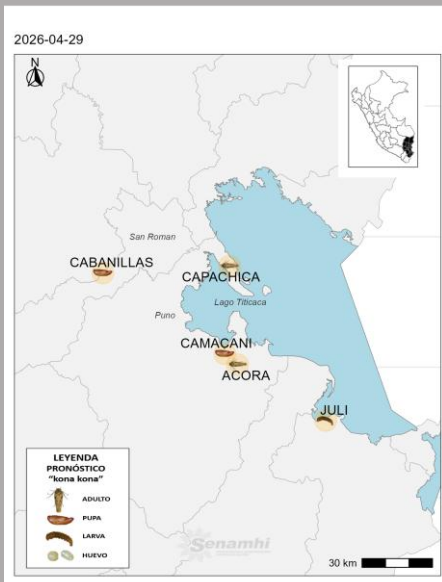 2026-04-29
N
San Roman
CABANILLAS
CAPACHICA
Lago Titicaca
Puno
CAMACANI
ACORA
JULI
LEYENDA
PRONÓSTICO
"kona kona"
ADULTO
PUPA
LARVA
HUEVO
Senamhi
30 km